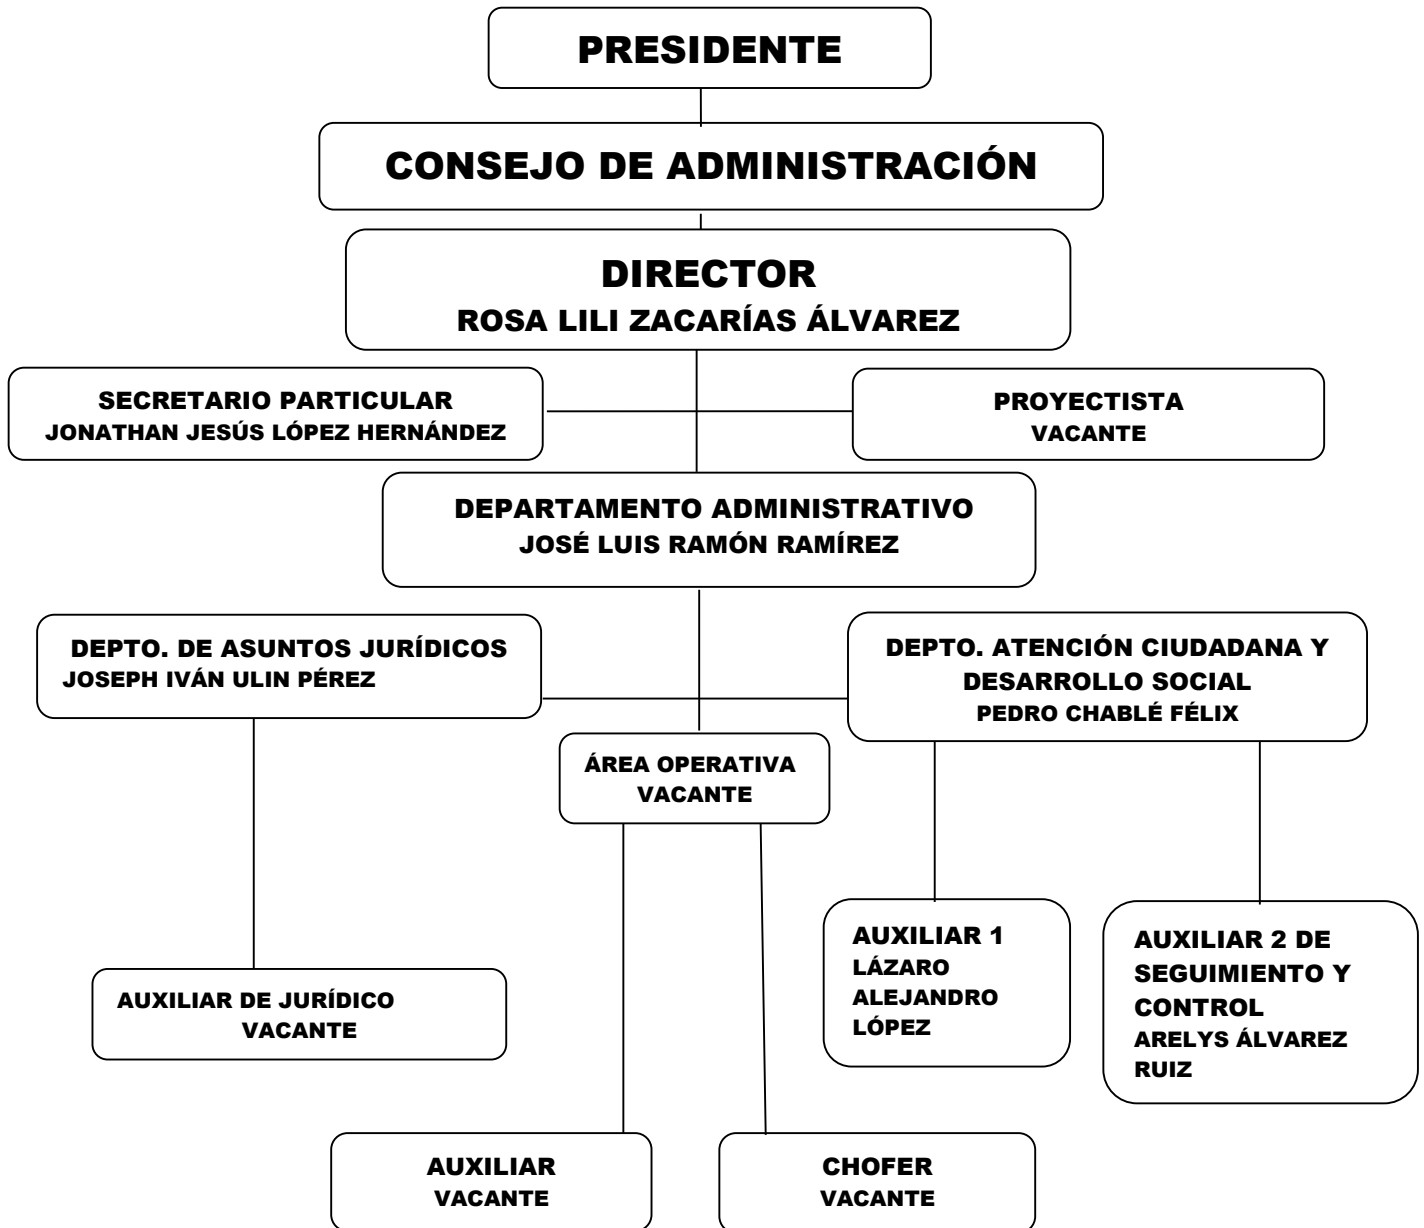 PRESIDENTE
CONSEJO DE ADMINISTRACIÓN
DIRECTOR
ROSA LILI ZACARÍAS ÁLVAREZ
SECRETARIO PARTICULAR
JONATHAN JESÚS LÓPEZ HERNÁNDEZ
PROYECTISTA
VACANTE
DEPARTAMENTO ADMINISTRATIVO
JOSÉ LUIS RAMÓN RAMÍREZ
DEPTO. DE ASUNTOS JURÍDICOS
JOSEPH IVÁN ULIN PÉREZ
DEPTO. ATENCIÓN CIUDADANA Y
DESARROLLO SOCIAL
PEDRO CHABLÉ FÉLIX
ÁREA OPERATIVA
VACANTE
AUXILIAR 1
LÁZARO
ALEJANDRO
LÓPEZ
AUXILIAR 2 DE
SEGUIMIENTO Y
CONTROL
ARELYS ÁLVAREZ
RUIZ
AUXILIAR DE JURÍDICO
VACANTE
AUXILIAR
VACANTE
CHOFER
VACANTE